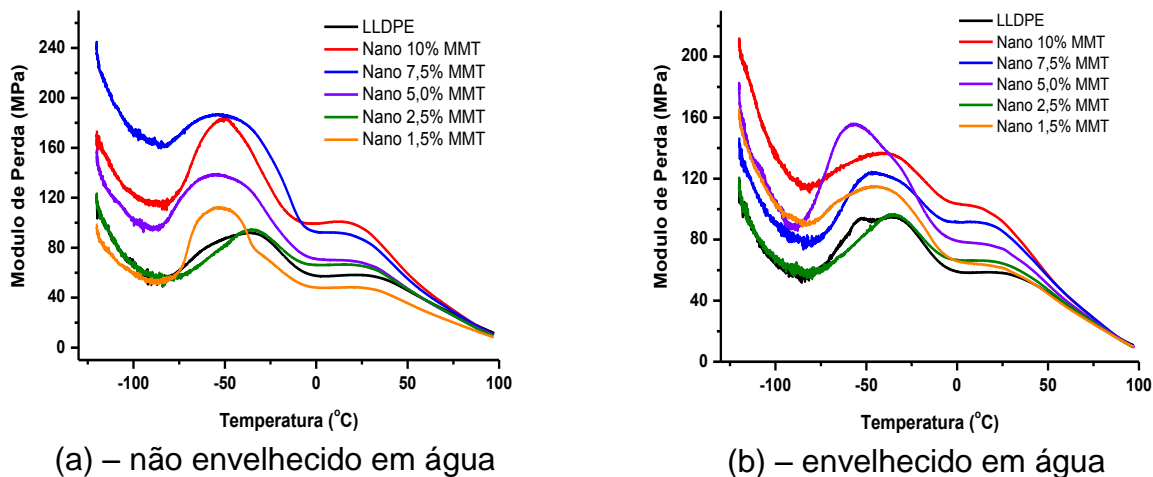 LLDPE
Nano 10% MMT
Nano 7,5% MMT
Nano 5,0% MMT
Nano 2,5% MMT
Nano 1,5% MMT
240
200
160
120
80
40
0
Modulo de Perda (MPa)
-100
-50
0
50
100
Temperatura (°C)
(a) – não envelhecido em água
LLDPE
Nano 10% MMT
Nano 7,5% MMT
Nano 5,0% MMT
Nano 2,5% MMT
Nano 1,5% MMT
200
160
120
80
40
0
Modulo de Perda (MPa)
-100
-50
0
50
100
Temperatura (°C)
(b) – envelhecido em água